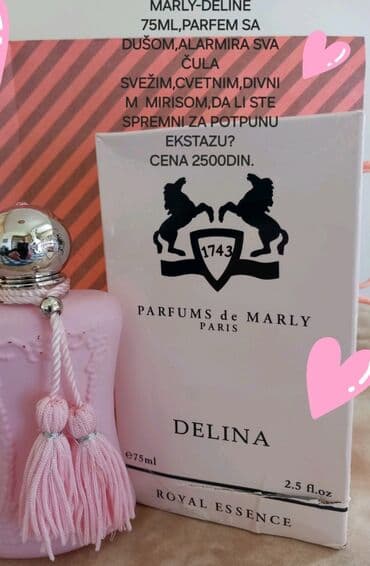 MARLY-DELINE
75ML,PARFEM SA
DUŠOM,ALARMIRA SVA
ČULA
SVEŽIM,CVETNIM,DIVNI
M MIRISOM,DA LI STE
SPREMNI ZA POTPUNU
EKSTAZU?
CENA 2500DIN.
1743
PARFUMS de MARLY
PARIS
DELINA
℮75ml
2.5 fl.oz
ROYAL ESSENCE